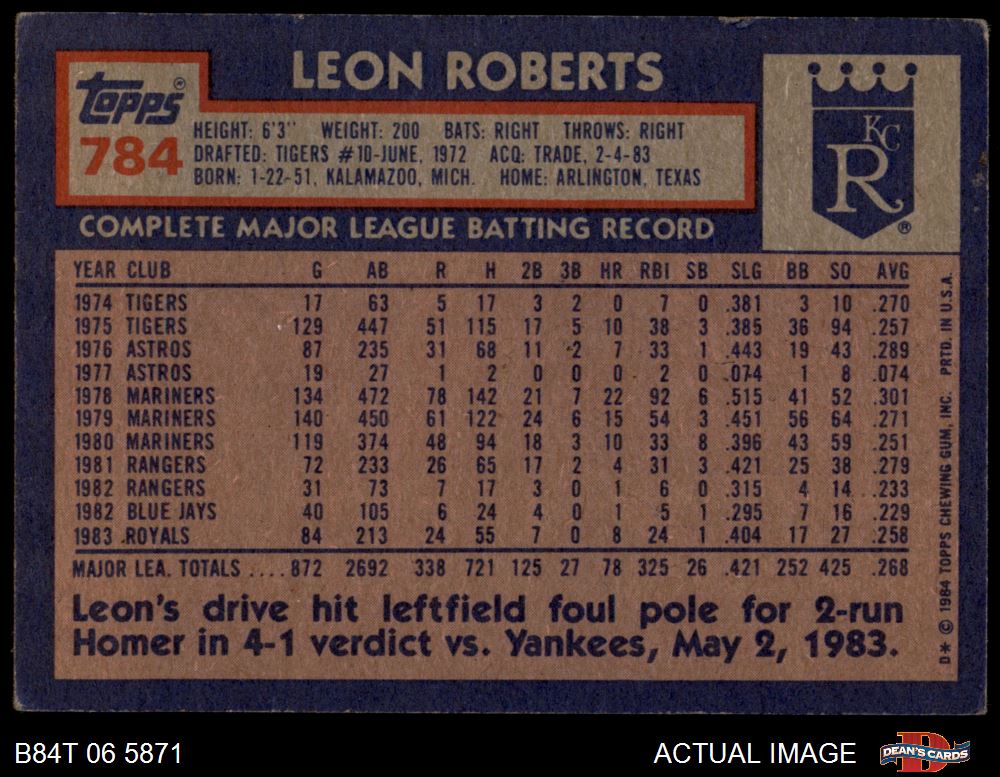 LEON ROBERTS
Topps®
784
HEIGHT: 6'3" WEIGHT: 200 BATS: RIGHT THROWS: RIGHT
DRAFTED: TIGERS #10-JUNE, 1972 ACQ: TRADE, 2-4-83
BORN: 1-22-51, KALAMAZOO, MICH. HOME: ARLINGTON, TEXAS
KC
R®
COMPLETE MAJOR LEAGUE BATTING RECORD
YEAR CLUB G AB R H 2B 3B HR RBI SB SLG BB SO AVG
1974 TIGERS 17 63 5 17 3 2 0 7 0 .381 3 10 .270
1975 TIGERS 129 447 51 115 17 5 10 38 3 .385 36 94 .257
1976 ASTROS 87 235 31 68 11 2 7 33 1 .443 19 43 .289
1977 ASTROS 19 27 1 2 0 0 0 2 0 .074 1 8 .074
1978 MARINERS 134 472 78 142 21 7 22 92 6 .515 41 52 .301
1979 MARINERS 140 450 61 122 24 6 15 54 3 .451 56 64 .271
1980 MARINERS 119 374 48 94 18 3 10 33 8 .396 43 59 .251
1981 RANGERS 72 233 26 65 17 2 4 31 3 .421 25 38 .279
1982 RANGERS 31 73 7 17 3 0 1 6 0 .315 4 14 .233
1982 BLUE JAYS 40 105 6 24 4 0 1 5 1 .295 7 16 .229
1983 ROYALS 84 213 24 55 7 0 8 24 1 .404 17 27 .258
MAJOR LEA. TOTALS ....872 2692 338 721 125 27 78 325 26 .421 252 425 .268
Leon's drive hit leftfield foul pole for 2-run
Homer in 4-1 verdict vs. Yankees, May 2, 1983.
D* © 1984 TOPPS CHEWING GUM, INC. PRTD. IN U.S.A.
B84T 06 5871
ACTUAL IMAGE
DEAN'S CARDS